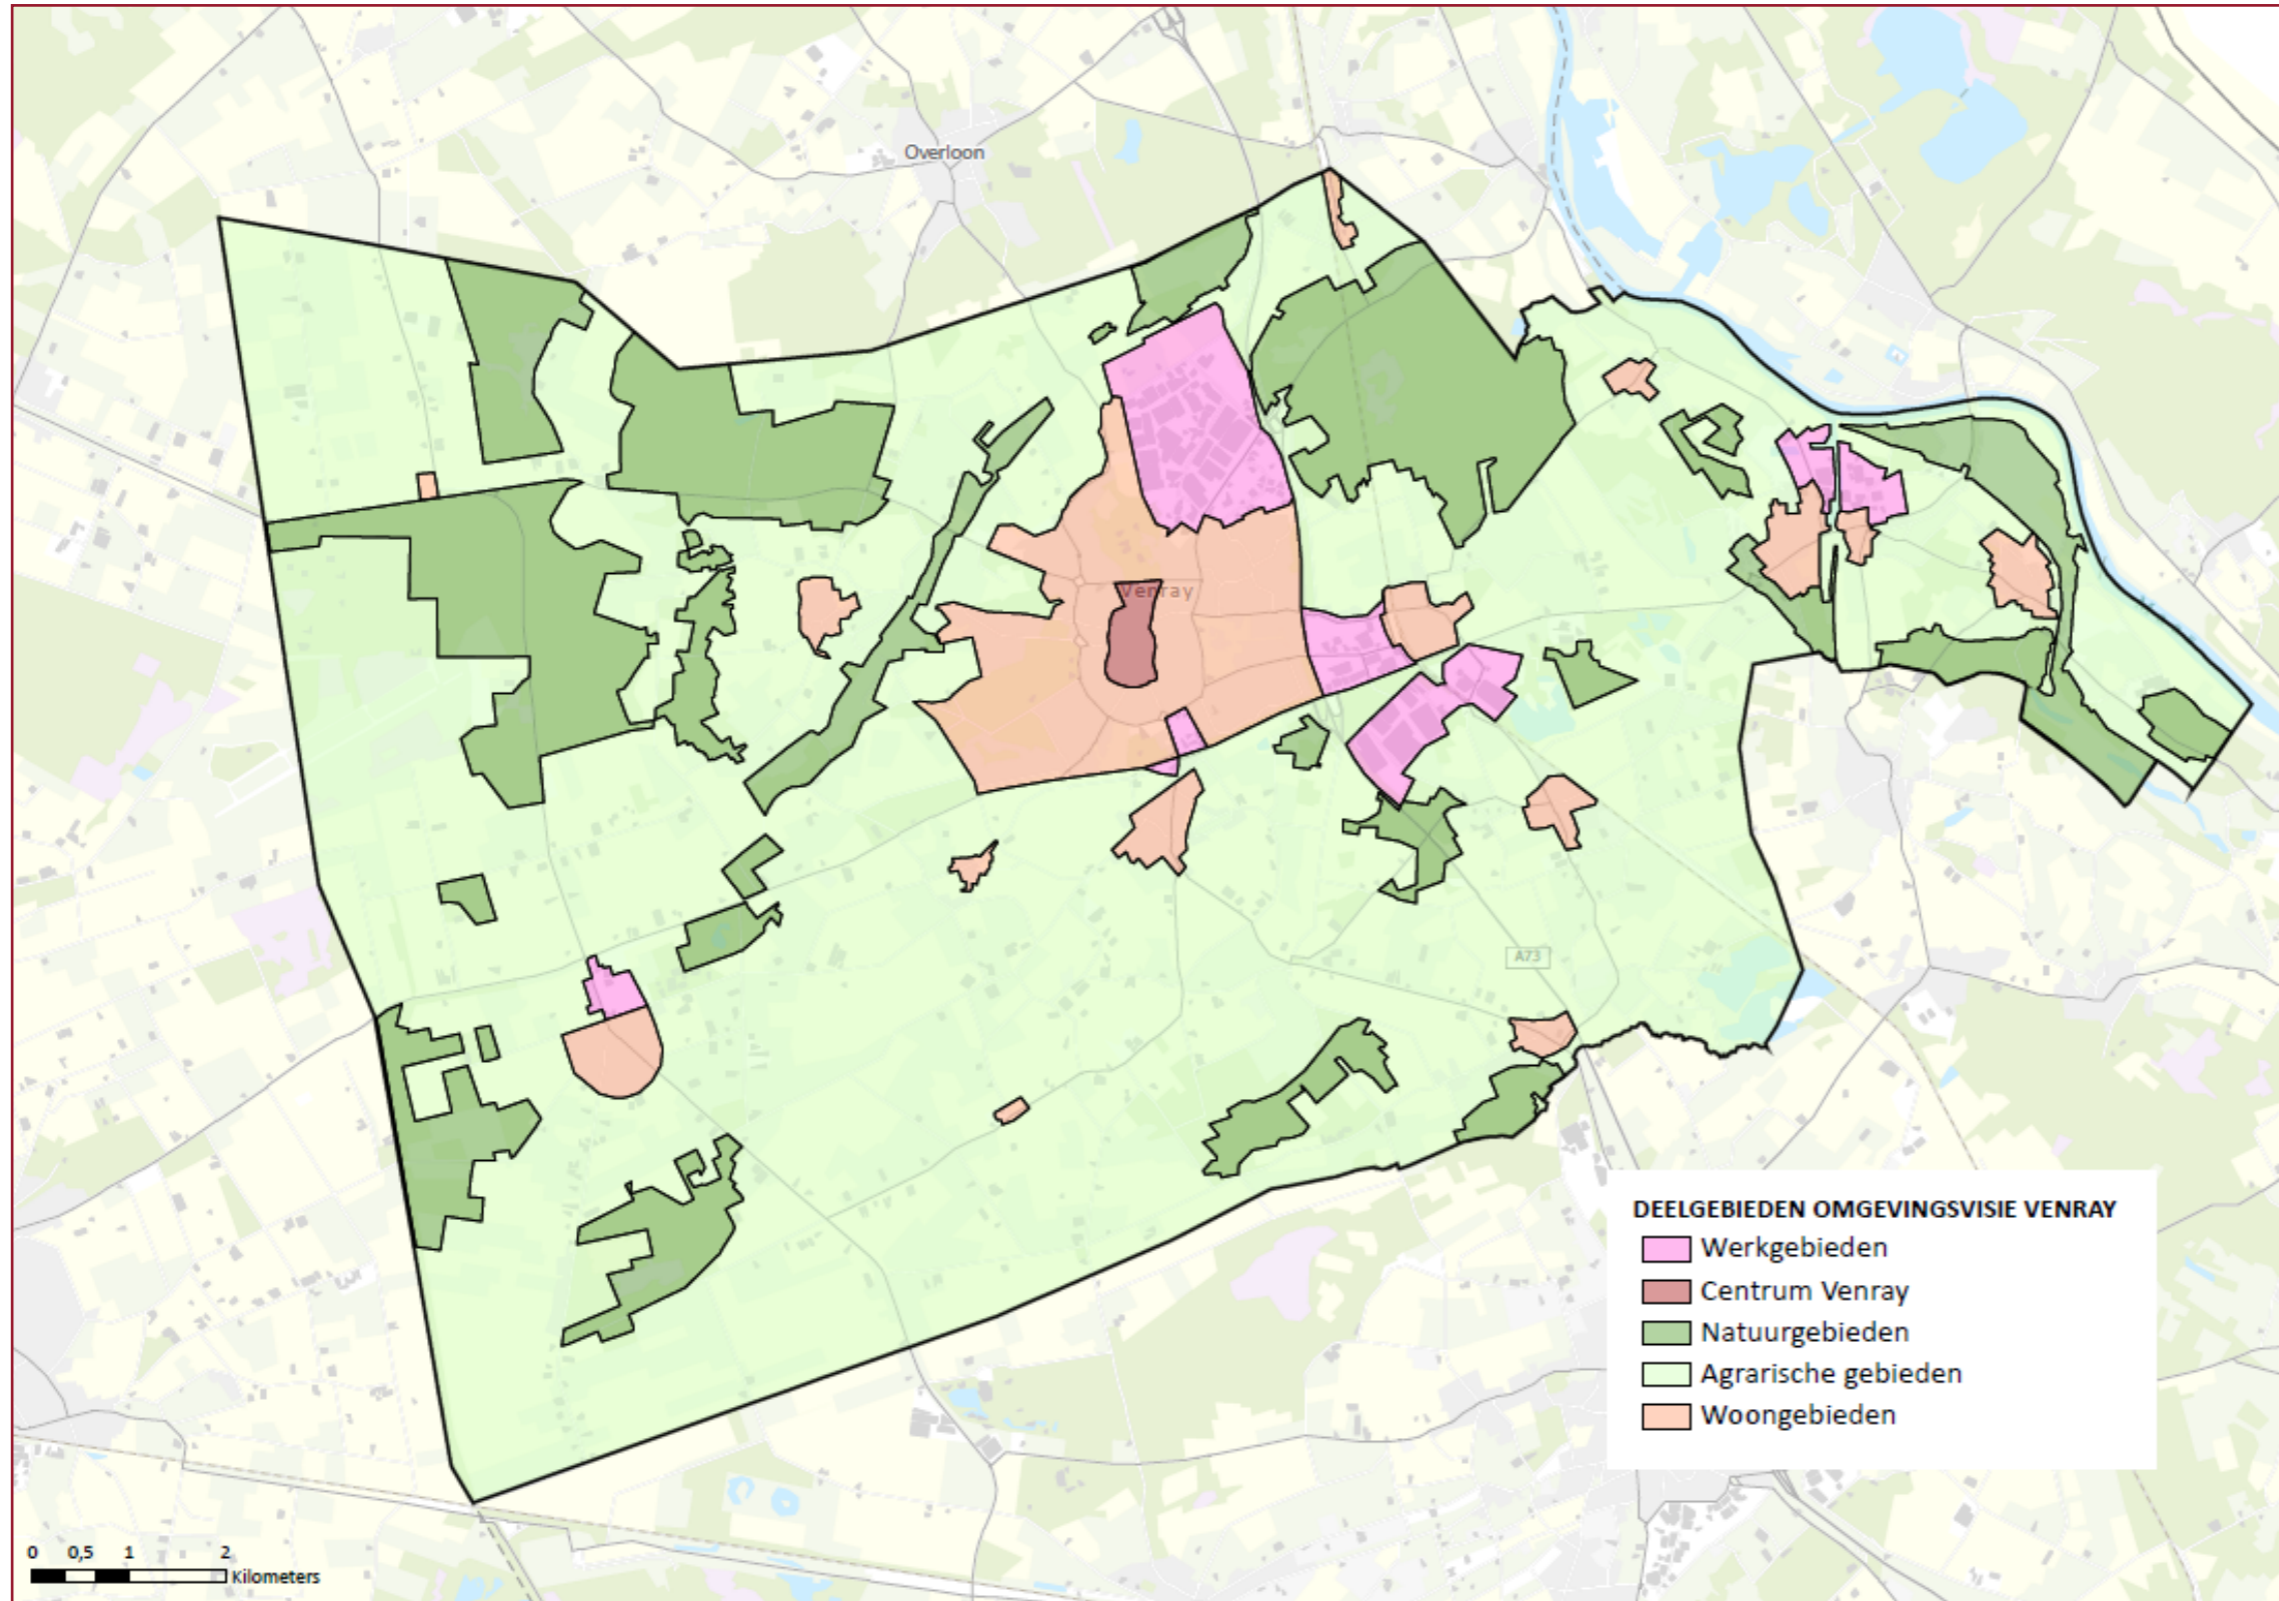 Overloon
Venray
A73
DEELGEBIEDEN OMGEVINGSVISIE VENRAY
Werkgebieden
Centrum Venray
Natuurgebieden
Agrarische gebieden
Woongebieden
0 0,5 1 2
Kilometers